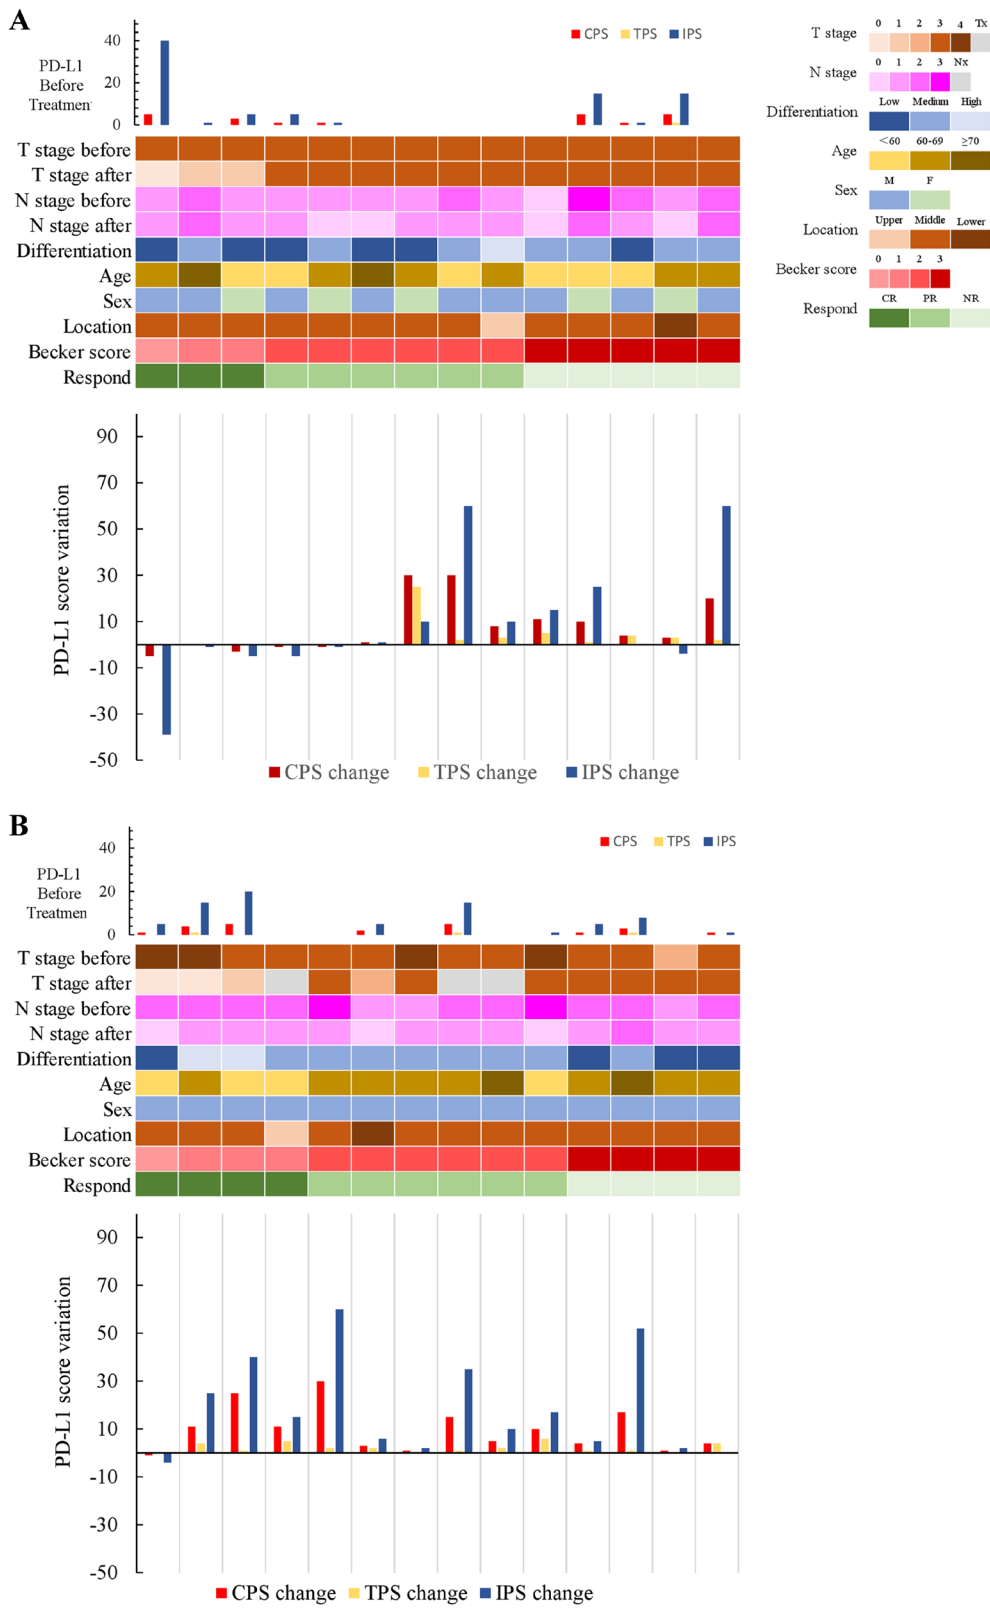 A
CPS TPS IPS
PD-L1
Before
Treatmen
40
20
0
T stage before
T stage after
N stage before
N stage after
Differentiation
Age
Sex
Location
Becker score
Respond
0 1 2 3 4 Tx
T stage
0 1 2 3 Nx
N stage
Low Medium High
Differentiation
<60 60-69 ≥70
Age
M F
Sex
Upper Middle Lower
Location
0 1 2 3
Becker score
CR PR NR
Respond
PD-L1 score variation
90
70
50
30
10
-10
-30
-50
CPS change TPS change IPS change
B
CPS TPS IPS
PD-L1
Before
Treatmen
40
20
0
T stage before
T stage after
N stage before
N stage after
Differentiation
Age
Sex
Location
Becker score
Respond
PD-L1 score variation
90
70
50
30
10
-10
-30
-50
CPS change TPS change IPS change